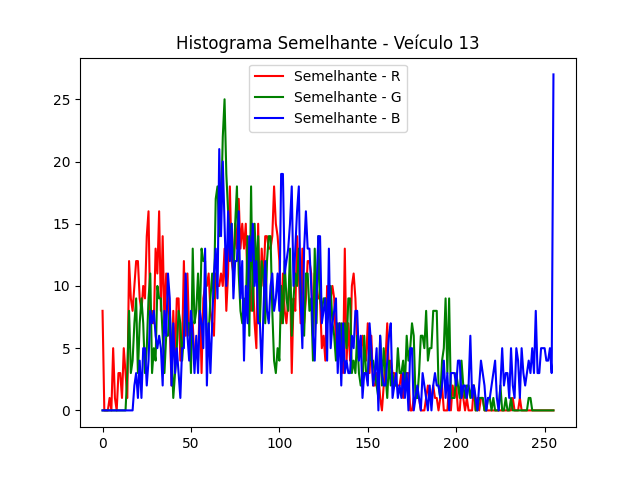 Histograma Semelhante - Veículo 13
Semelhante - R
Semelhante - G
Semelhante - B
25
20
15
10
5
0
0 50 100 150 200 250